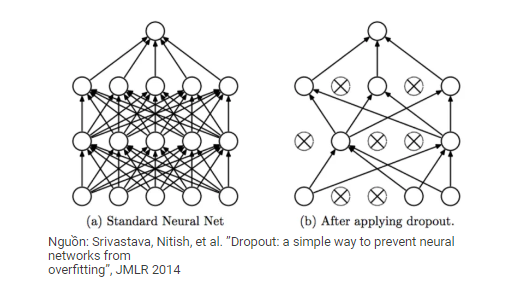 (a) Standard Neural Net
(b) After applying dropout.
Nguồn: Srivastava, Nitish, et al. "Dropout: a simple way to prevent neural
networks from
overfitting", JMLR 2014